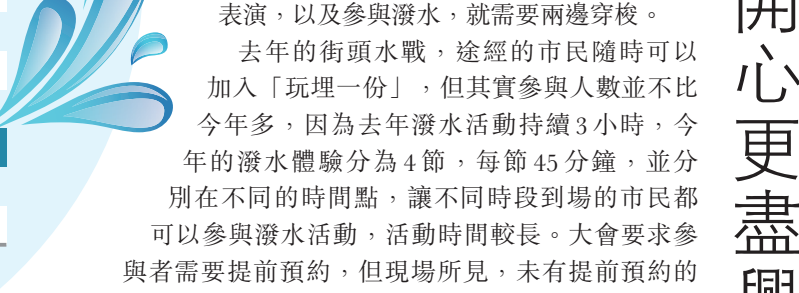 表演，以及參與潑水，就需要兩邊穿梭。
去年的街頭水戰，途經的市民隨時可以
加入「玩埋一份」，但其實參與人數並不比
今年多，因為去年潑水活動持續3小時，今
年的潑水體驗分為4節，每節45分鐘，並分
別在不同的時間點，讓不同時段到場的市民都
可以參與潑水活動，活動時間較長。大會要求參
與者需要提前預約，但現場所見，未有提前預約的
開心更盡興